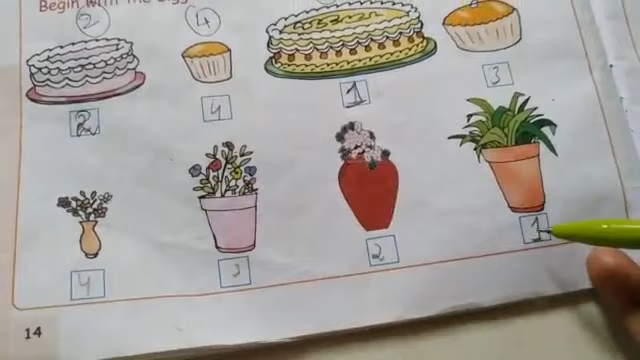 Begin with the bigg
2 4
2 4 1 3
4 3 2 1
14